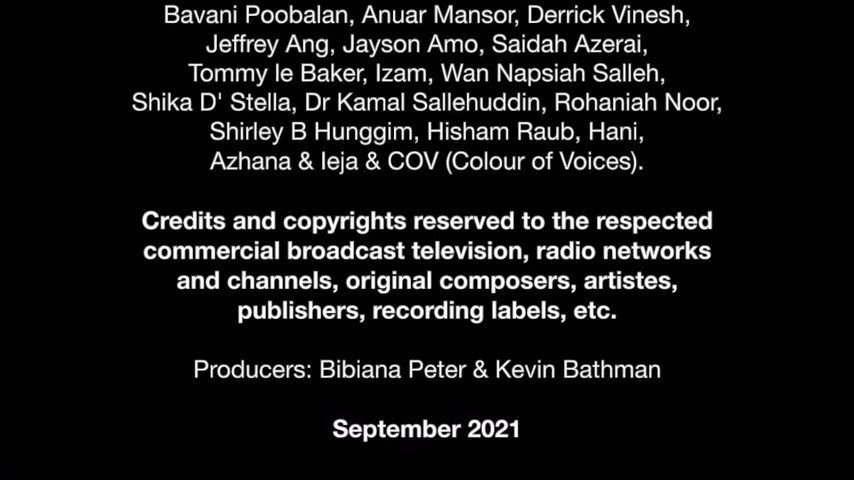 Bavani Poobalan, Anuar Mansor, Derrick Vinesh,
Jeffrey Ang, Jayson Amo, Saidah Azerai,
Tommy le Baker, Izam, Wan Napsiah Salleh,
Shika D' Stella, Dr Kamal Sallehuddin, Rohaniah Noor,
Shirley B Hunggim, Hisham Raub, Hani,
Azhana & Ieja & COV (Colour of Voices).
Credits and copyrights reserved to the respected
commercial broadcast television, radio networks
and channels, original composers, artistes,
publishers, recording labels, etc.
Producers: Bibiana Peter & Kevin Bathman
September 2021